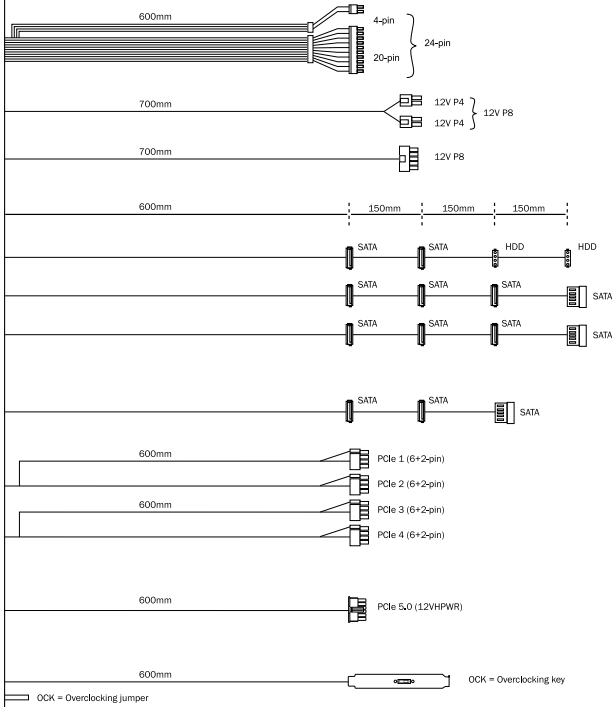 600mm
4-pin
24-pin
20-pin
700mm
12V P4
12V P8
12V P4
700mm
12V P8
600mm 150mm 150mm 150mm
SATA SATA HDD HDD
SATA SATA SATA SATA
SATA SATA SATA SATA
SATA SATA SATA
600mm
PCIe 1 (6+2-pin)
PCIe 2 (6+2-pin)
600mm
PCIe 3 (6+2-pin)
PCIe 4 (6+2-pin)
600mm
PCIe 5.0 (12VHPWR)
600mm
OCK = Overclocking key
OCK = Overclocking jumper